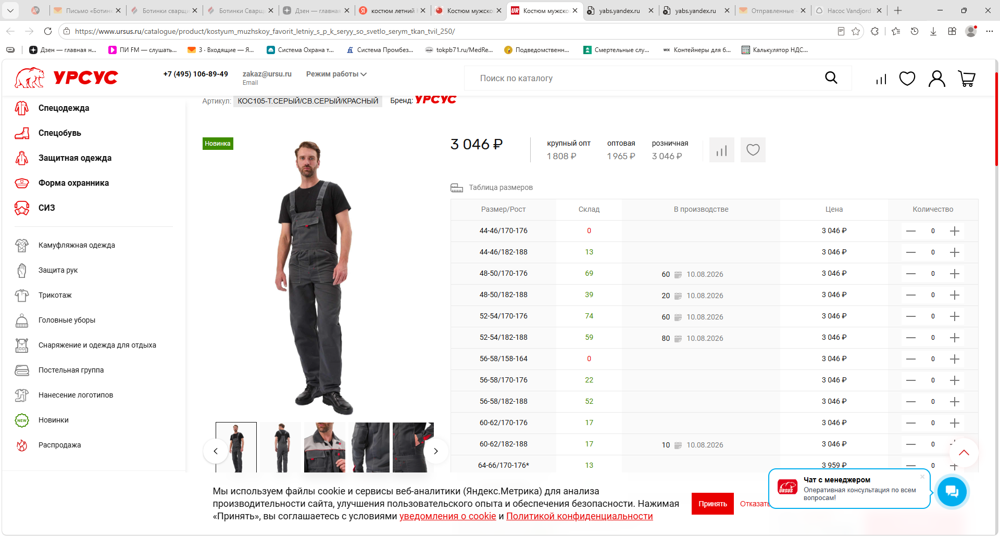 Письмо «Ботин
Ботинки сварщи
Ботинки Сварщ
Дзен — главная
костюм летний
Костюм мужско
Костюм мужско
yabs.yandex.ru
yabs.yandex.ru
Отправленные
Насос Vandjord
https://www.ursus.ru/catalogue/product/kostyum_muzhskoy_favorit_letniy_s_p_k_seryy_so_svetlo_serym_tkan_tvil_250/
Дзен — главная н...
ПИ FM — слушать...
3 · Входящие — Я...
Система Охрана т...
Система Промбез...
tokpb71.ru/MedRe...
Подведомственн...
Смертельные слу...
Контейнеры для б...
Калькулятор НДС...
УРСУС
+7 (495) 106-89-49
zakaz@ursu.ru
Email
Режим работы
Поиск по каталогу
Артикул: КОС105-Т.СЕРЫЙ/СВ.СЕРЫЙ/КРАСНЫЙ
Бренд: УРСУС
Спецодежда
Спецобувь
Защитная одежда
Форма охранника
СИЗ
Камуфляжная одежда
Защита рук
Трикотаж
Головные уборы
Снаряжение и одежда для отдыха
Постельная группа
Нанесение логотипов
NEW
Новинки
Распродажа
Новинка
3 046 ₽
крупный опт
1 808 ₽
оптовая
1 965 ₽
розничная
3 046 ₽
Таблица размеров
Размер/Рост Склад В производстве Цена Количество
44-46/170-176 0 3 046 ₽ 0
44-46/182-188 13 3 046 ₽ 0
48-50/170-176 69 60 10.08.2026 3 046 ₽ 0
48-50/182-188 39 20 10.08.2026 3 046 ₽ 0
52-54/170-176 74 60 10.08.2026 3 046 ₽ 0
52-54/182-188 59 80 10.08.2026 3 046 ₽ 0
56-58/158-164 0 3 046 ₽ 0
56-58/170-176 22 3 046 ₽ 0
56-58/182-188 52 3 046 ₽ 0
60-62/170-176 17 3 046 ₽ 0
60-62/182-188 17 10 10.08.2026 3 046 ₽ 0
64-66/170-176* 13 3 959 ₽ 0
Мы используем файлы cookie и сервисы веб-аналитики (Яндекс.Метрика) для анализа
производительности сайта, улучшения пользовательского опыта и обеспечения безопасности. Нажимая
«Принять», вы соглашаетесь с условиями уведомления о cookie и Политикой конфиденциальности
Принять
Отказать
URSUS
Чат с менеджером
Оперативная консультация по всем
вопросам!